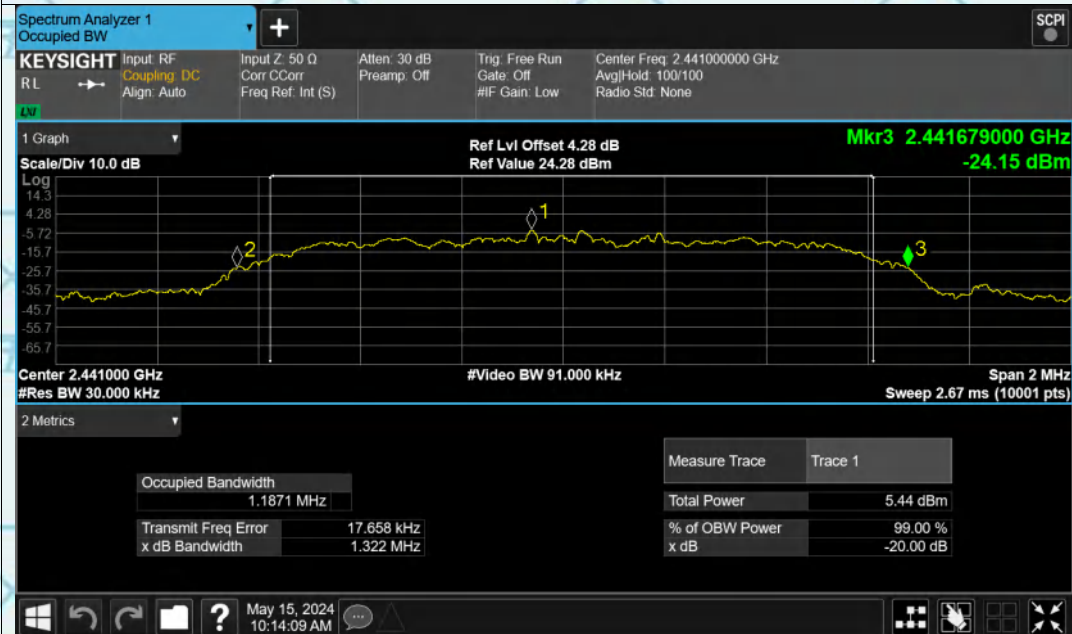 Spectrum Analyzer 1
Occupied BW
+
SCPI
KEYSIGHT Input: RF Input Z: 50 Ω Atten: 30 dB Trig: Free Run Center Freq: 2.441000000 GHz
RL Coupling: DC Corr CCorr Preamp: Off Gate: Off Avg|Hold: 100/100
Align: Auto Freq Ref: Int (S) #IF Gain: Low Radio Std: None
LXI
1 Graph Ref Lvl Offset 4.28 dB Mkr3 2.441679000 GHz
Scale/Div 10.0 dB Ref Value 24.28 dBm -24.15 dBm
Log
14.3
4.28
-5.72
-15.7
-25.7
-35.7
-45.7
-55.7
-65.7
1
2
3
Center 2.441000 GHz #Video BW 91.000 kHz Span 2 MHz
#Res BW 30.000 kHz Sweep 2.67 ms (10001 pts)
2 Metrics
Measure Trace Trace 1
Occupied Bandwidth
1.1871 MHz Total Power 5.44 dBm
Transmit Freq Error 17.658 kHz % of OBW Power 99.00 %
x dB Bandwidth 1.322 MHz x dB -20.00 dB
?
May 15, 2024
10:14:09 AM